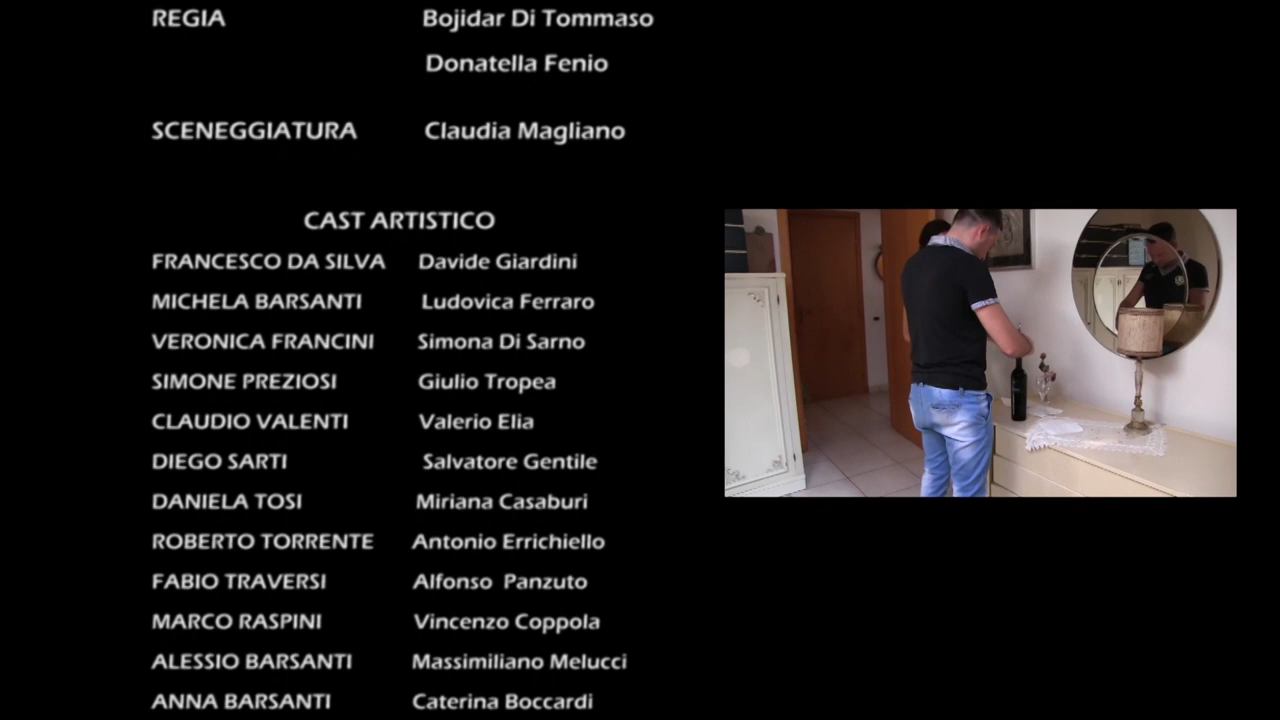 REGIA Bojidar Di Tommaso
Donatella Fenio
SCENEGGIATURA Claudia Magliano
CAST ARTISTICO
FRANCESCO DA SILVA Davide Giardini
MICHELA BARSANTI Ludovica Ferraro
VERONICA FRANCINI Simona Di Sarno
SIMONE PREZIOSI Giulio Tropea
CLAUDIO VALENTI Valerio Elia
DIEGO SARTI Salvatore Gentile
DANIELA TOSI Miriana Casaburi
ROBERTO TORRENTE Antonio Errichiello
FABIO TRAVERSI Alfonso Panzuto
MARCO RASPINI Vincenzo Coppola
ALESSIO BARSANTI Massimiliano Melucci
ANNA BARSANTI Caterina Boccardi